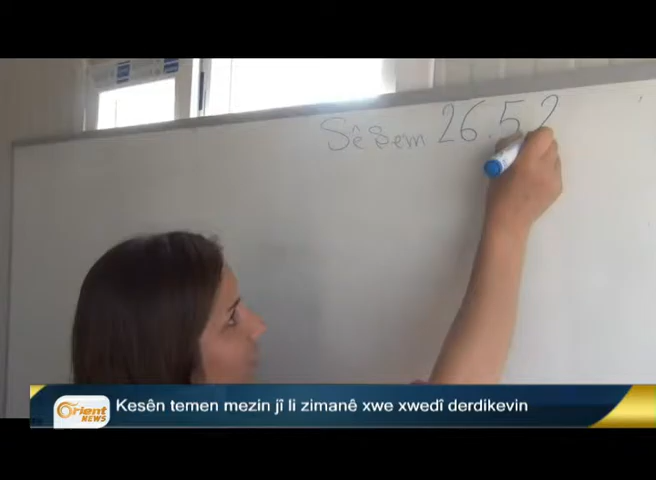 Sêşem 26.5 2
Orient
NEWS
Kesên temen mezin jî li zimanê xwe xwedî derdikevin